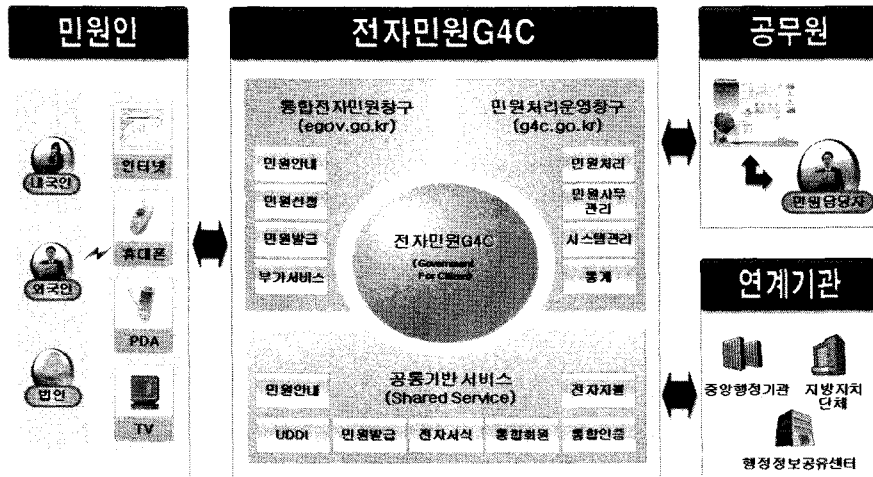 민원인
내국인
외국인
법인
인터넷
휴대폰
PDA
TV
전자민원G4C
통합전자민원창구
(egov.go.kr)
민원안내
민원신청
민원발급
부가서비스
민원처리운영창구
(g4c.go.kr)
민원처리
민원사무
관리
시스템관리
통계
전자민원G4C
(Government
For Citizen)
공통기반 서비스
(Shared Service)
민원안내
전자지불
UDDI
민원발급
전자서식
통합회원
통합인증
공무원
민원담당자
연계기관
중앙행정기관
지방자치
단체
행정정보공유센터